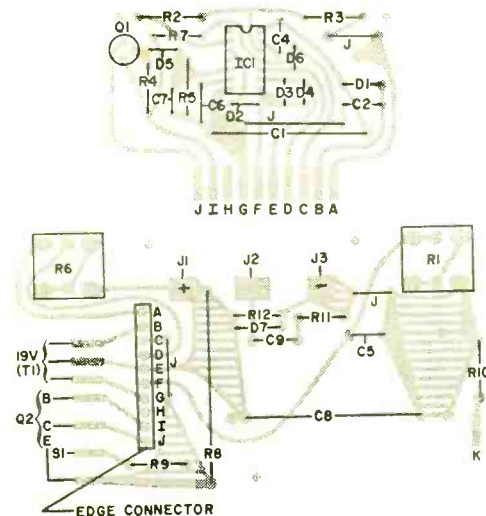 R2 R3
Q1
R7 C4 J
D5 IC1 D6
R4 D3 D4 D1
C7 R5 C6 D2 J C2
C1
J I H G F E D C B A
R6 J1 J2 J3 R1
+ -
A
B
C
D
E
F
G
H
I
J
J
R12 R11 J
D7
C9 C5
19V
(T1)
R10
Q2
B
C
E
S1
C8
R9 R8
K
EDGE CONNECTOR